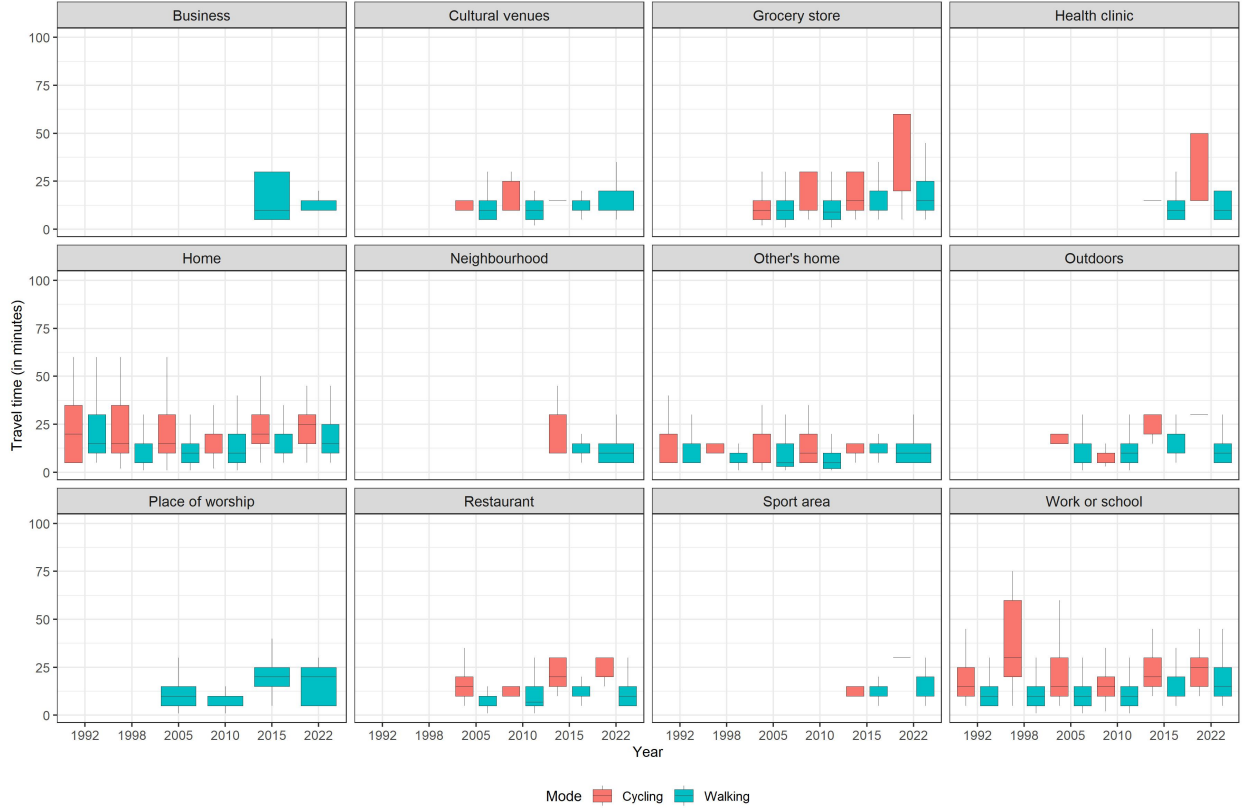 Business Cultural venues Grocery store Health clinic
100
75
50
25
0
Home Neighbourhood Other's home Outdoors
100
75
50
25
0
Travel time (in minutes)
Place of worship Restaurant Sport area Work or school
100
75
50
25
0
1992 1998 2005 2010 2015 2022 1992 1998 2005 2010 2015 2022 1992 1998 2005 2010 2015 2022 1992 1998 2005 2010 2015 2022
Year
Mode Cycling Walking